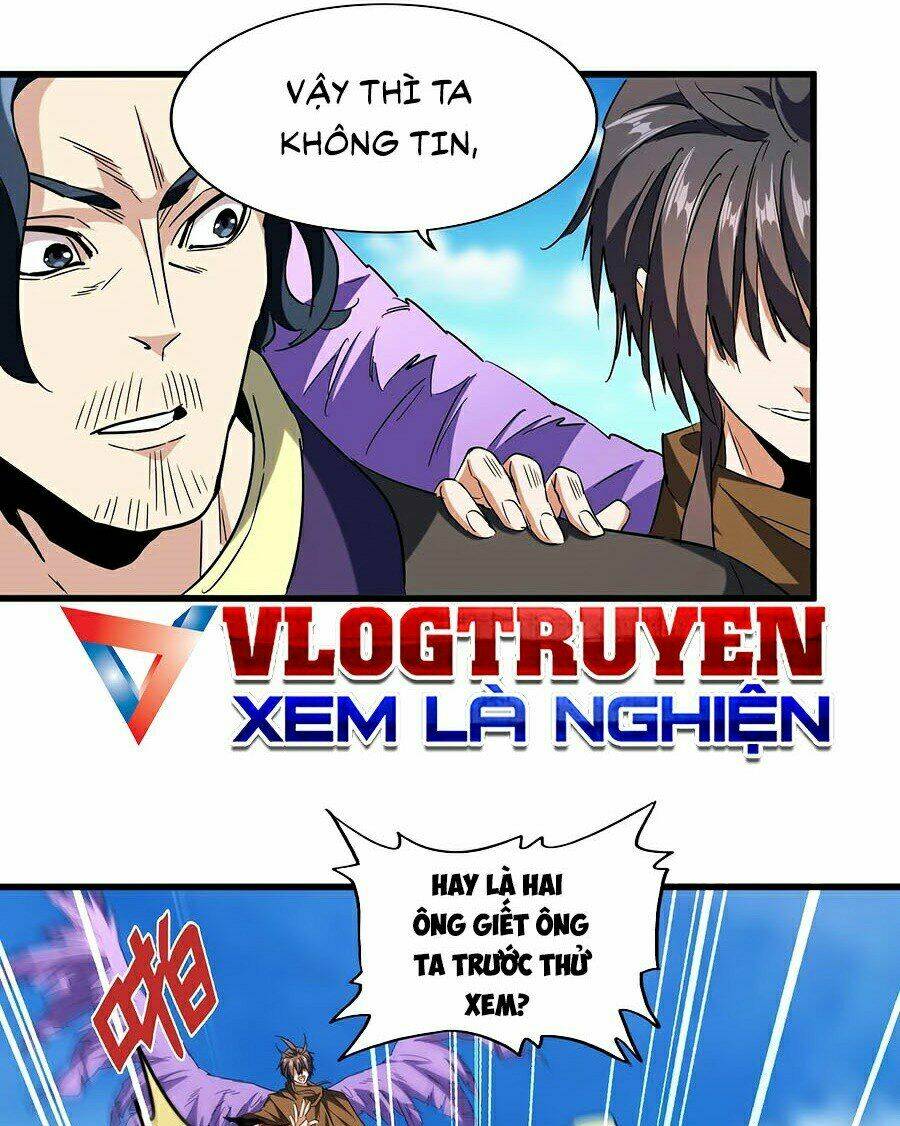 VẬY THÌ TA
KHÔNG TIN,
VLOGTRUYEN
XEM LÀ NGHIỆN
HAY LÀ HAI
ÔNG GIẾT ÔNG
TA TRƯỚC THỬ
XEM?
啪